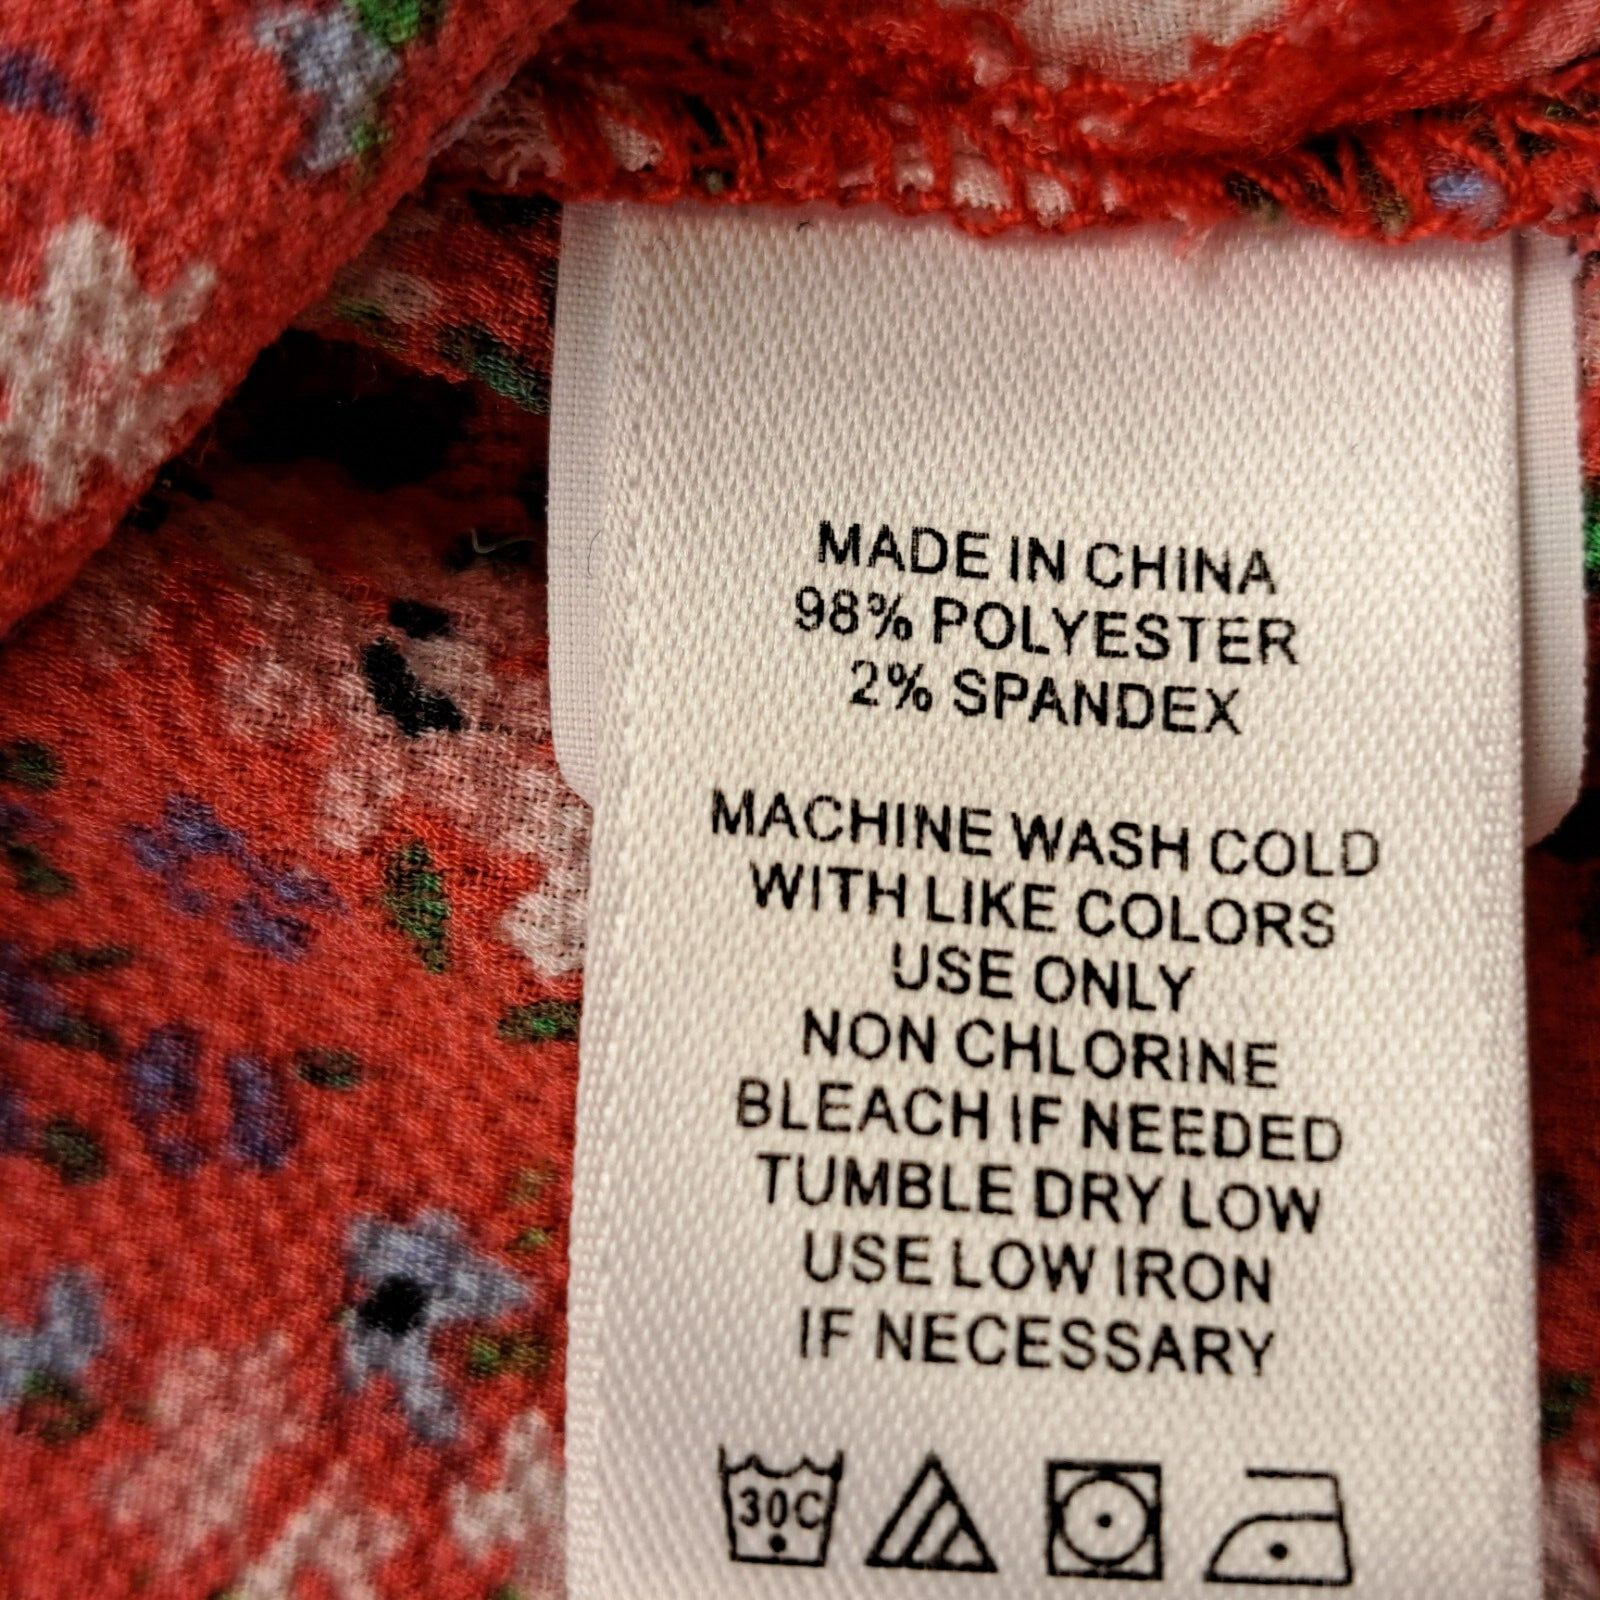 MADE IN CHINA
98% POLYESTER
2% SPANDEX
MACHINE WASH COLD
WITH LIKE COLORS
USE ONLY
NON CHLORINE
BLEACH IF NEEDED
TUMBLE DRY LOW
USE LOW IRON
IF NECESSARY
30C